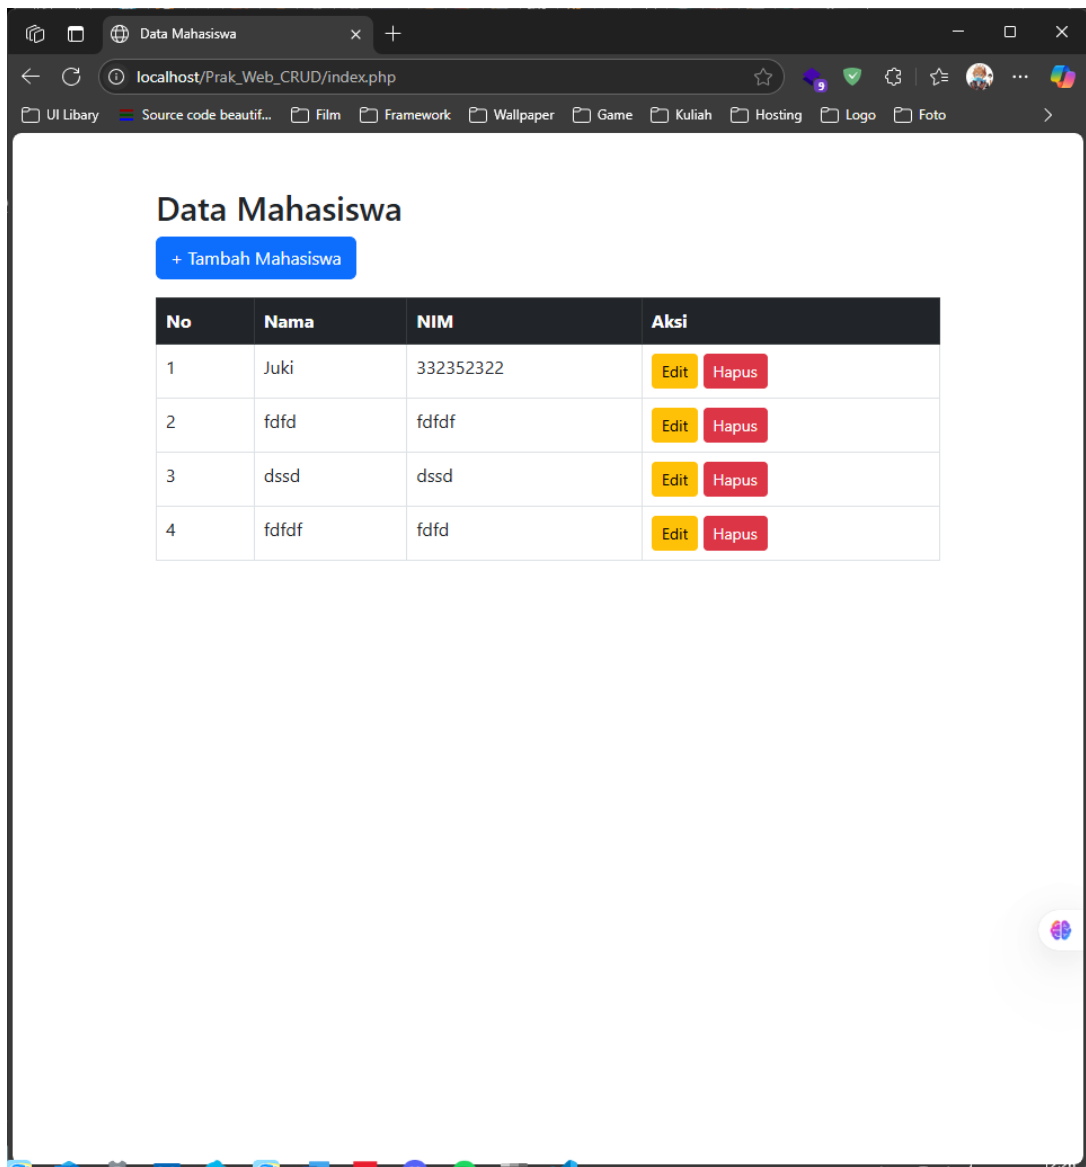 Data Mahasiswa
localhost/Prak_Web_CRUD/index.php
9
UI Libary Source code beautif... Film Framework Wallpaper Game Kuliah Hosting Logo Foto
Data Mahasiswa
+ Tambah Mahasiswa
No Nama NIM Aksi
1 Juki 332352322 Edit Hapus
2 fdfd fdfdf Edit Hapus
3 dssd dssd Edit Hapus
4 fdfdf fdfd Edit Hapus